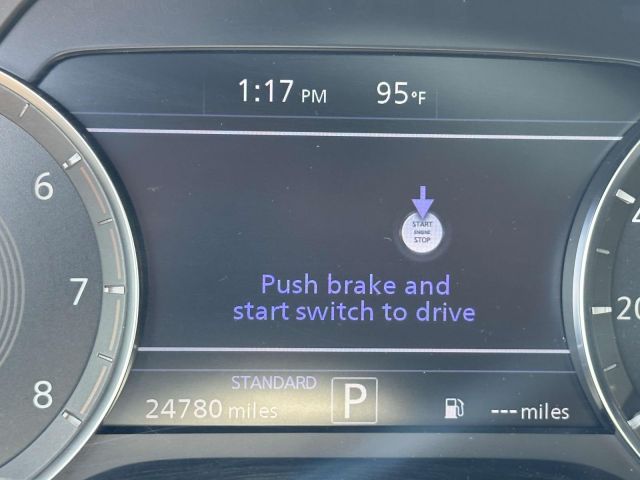 1:17 PM 95°F
6
START
ENGINE
STOP
7
Push brake and
start switch to drive
20
8
STANDARD
24780 miles P ---miles